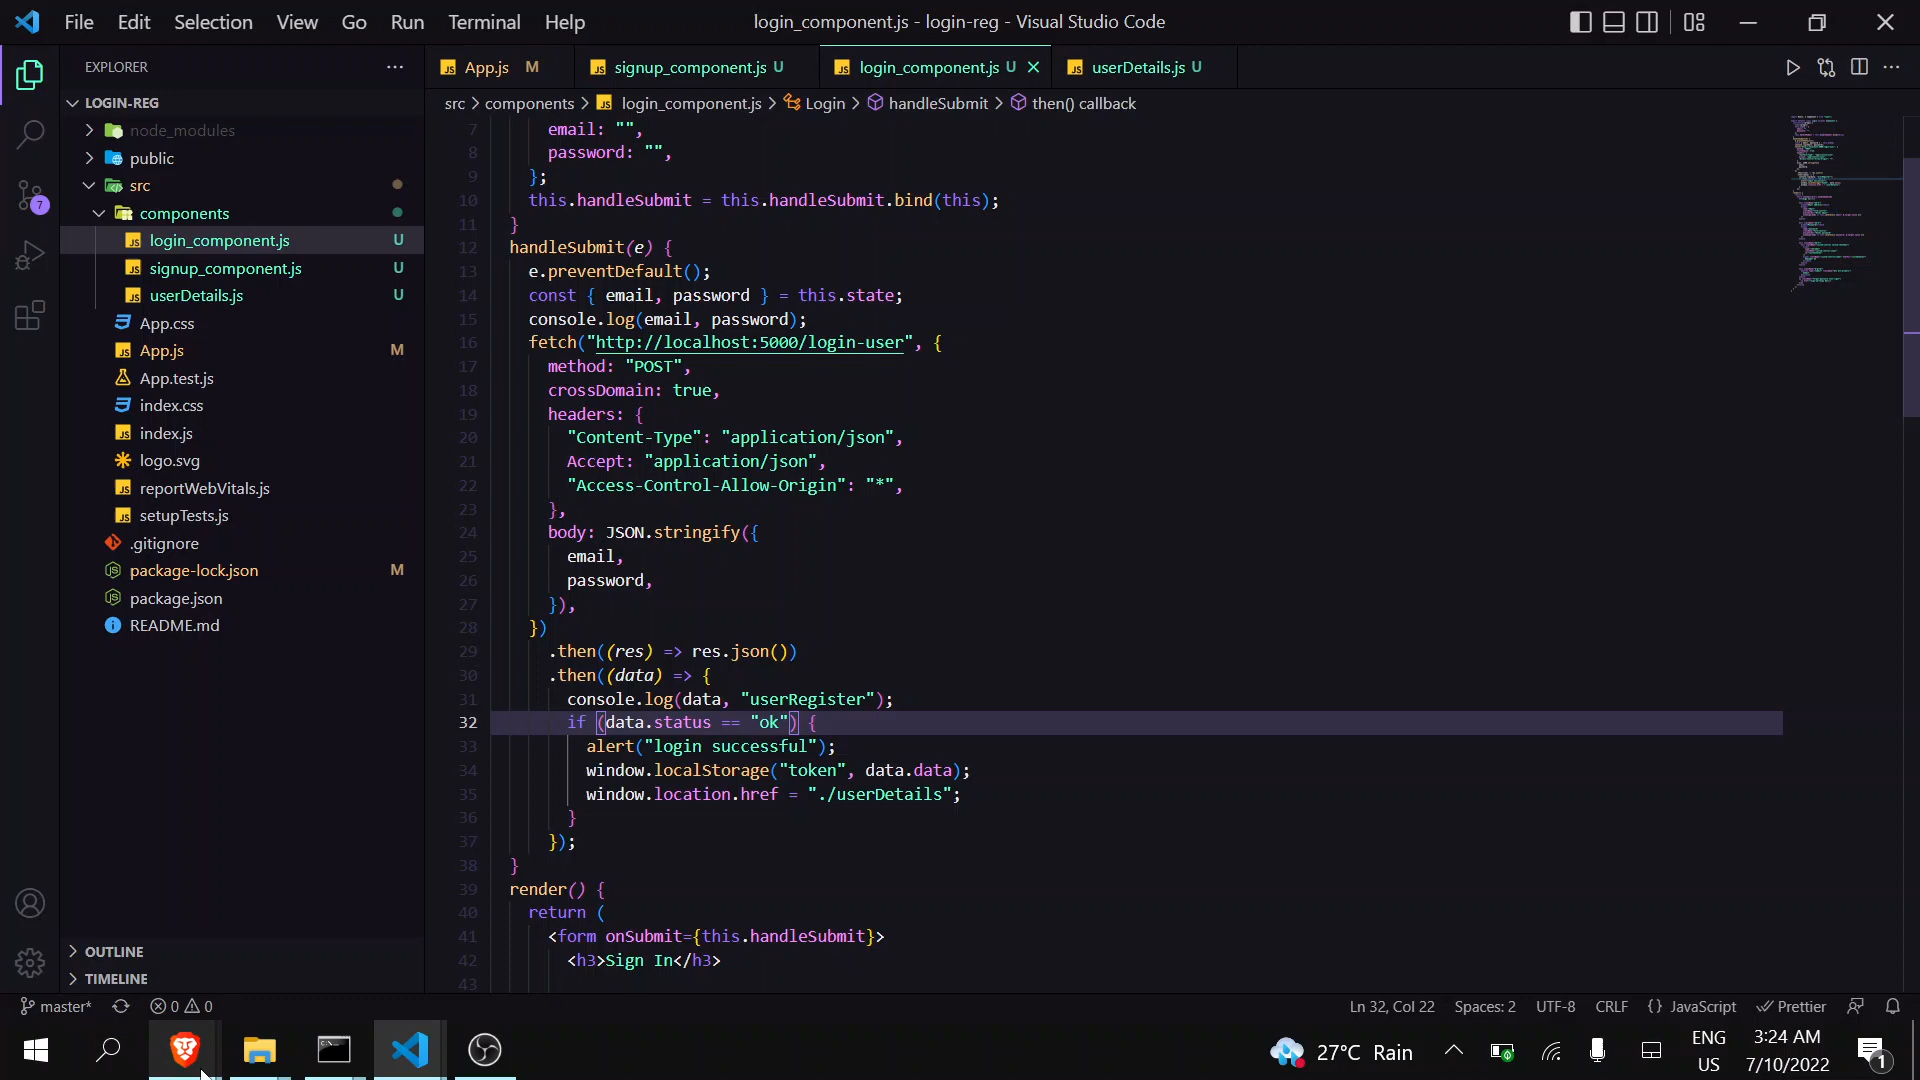 File Edit Selection View Go Run Terminal Help
login_component.js - login-reg - Visual Studio Code
EXPLORER
LOGIN-REG
node_modules
public
src
components
login_component.js U
signup_component.js U
userDetails.js U
App.css
App.js M
App.test.js
index.css
index.js
logo.svg
reportWebVitals.js
setupTests.js
.gitignore
package-lock.json M
package.json
README.md
OUTLINE
TIMELINE
7
App.js M signup_component.js U login_component.js U userDetails.js U
src > components > login_component.js > Login > handleSubmit > then() callback
7 email: "",
8 password: "",
9 };
10 this.handleSubmit = this.handleSubmit.bind(this);
11 }
12 handleSubmit(e) {
13 e.preventDefault();
14 const { email, password } = this.state;
15 console.log(email, password);
16 fetch("http://localhost:5000/login-user", {
17 method: "POST",
18 crossDomain: true,
19 headers: {
20 "Content-Type": "application/json",
21 Accept: "application/json",
22 "Access-Control-Allow-Origin": "*",
23 },
24 body: JSON.stringify({
25 email,
26 password,
27 }),
28 })
29 .then((res) => res.json())
30 .then((data) => {
31 console.log(data, "userRegister");
32 if (data.status == "ok") {
33 alert("login successful");
34 window.localStorage("token", data.data);
35 window.location.href = "./userDetails";
36 }
37 });
38 }
39 render() {
40 return (
41 <form onSubmit={this.handleSubmit}>
42 <h3>Sign In</h3>
43
master* 0 0 Ln 32, Col 22 Spaces: 2 UTF-8 CRLF {} JavaScript Prettier
27°C Rain
ENG
US
3:24 AM
7/10/2022
1